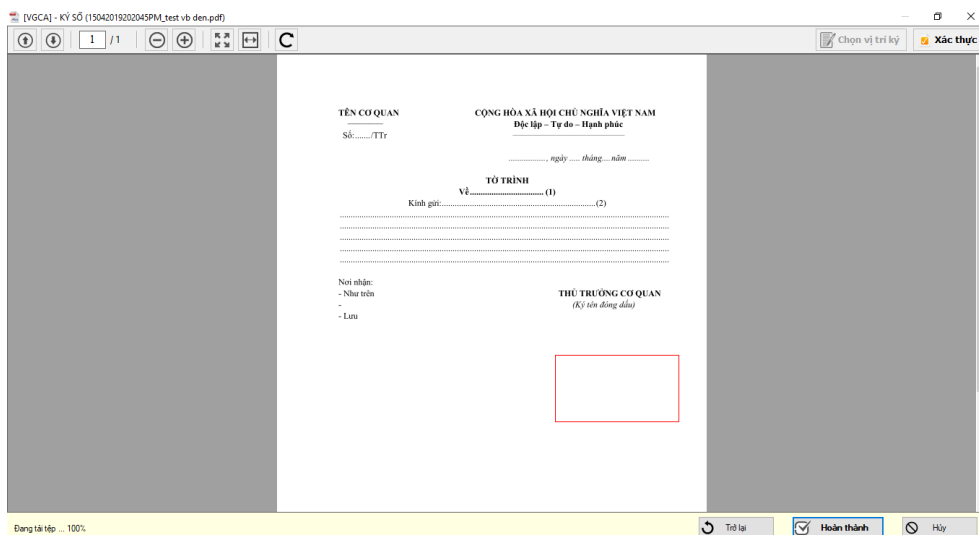 [VGCA] - KÝ SỐ (15042019202045PM_test vb den.pdf)
1 /1
Chọn vị trí ký
Xác thực
TÊN CƠ QUAN
CỘNG HÒA XÃ HỘI CHỦ NGHĨA VIỆT NAM
Độc lập – Tự do – Hạnh phúc
Số:......./TTr
..................., ngày ..... tháng....năm ..........
TỜ TRÌNH
Về.................................. (1)
Kính gửi:.........................................................................(2)
Nơi nhận:
- Như trên
THỦ TRƯỞNG CƠ QUAN
-
(Ký tên đóng dấu)
- Lưu
Đang tải tệp ... 100%
Trở lại
Hoàn thành
Hủy